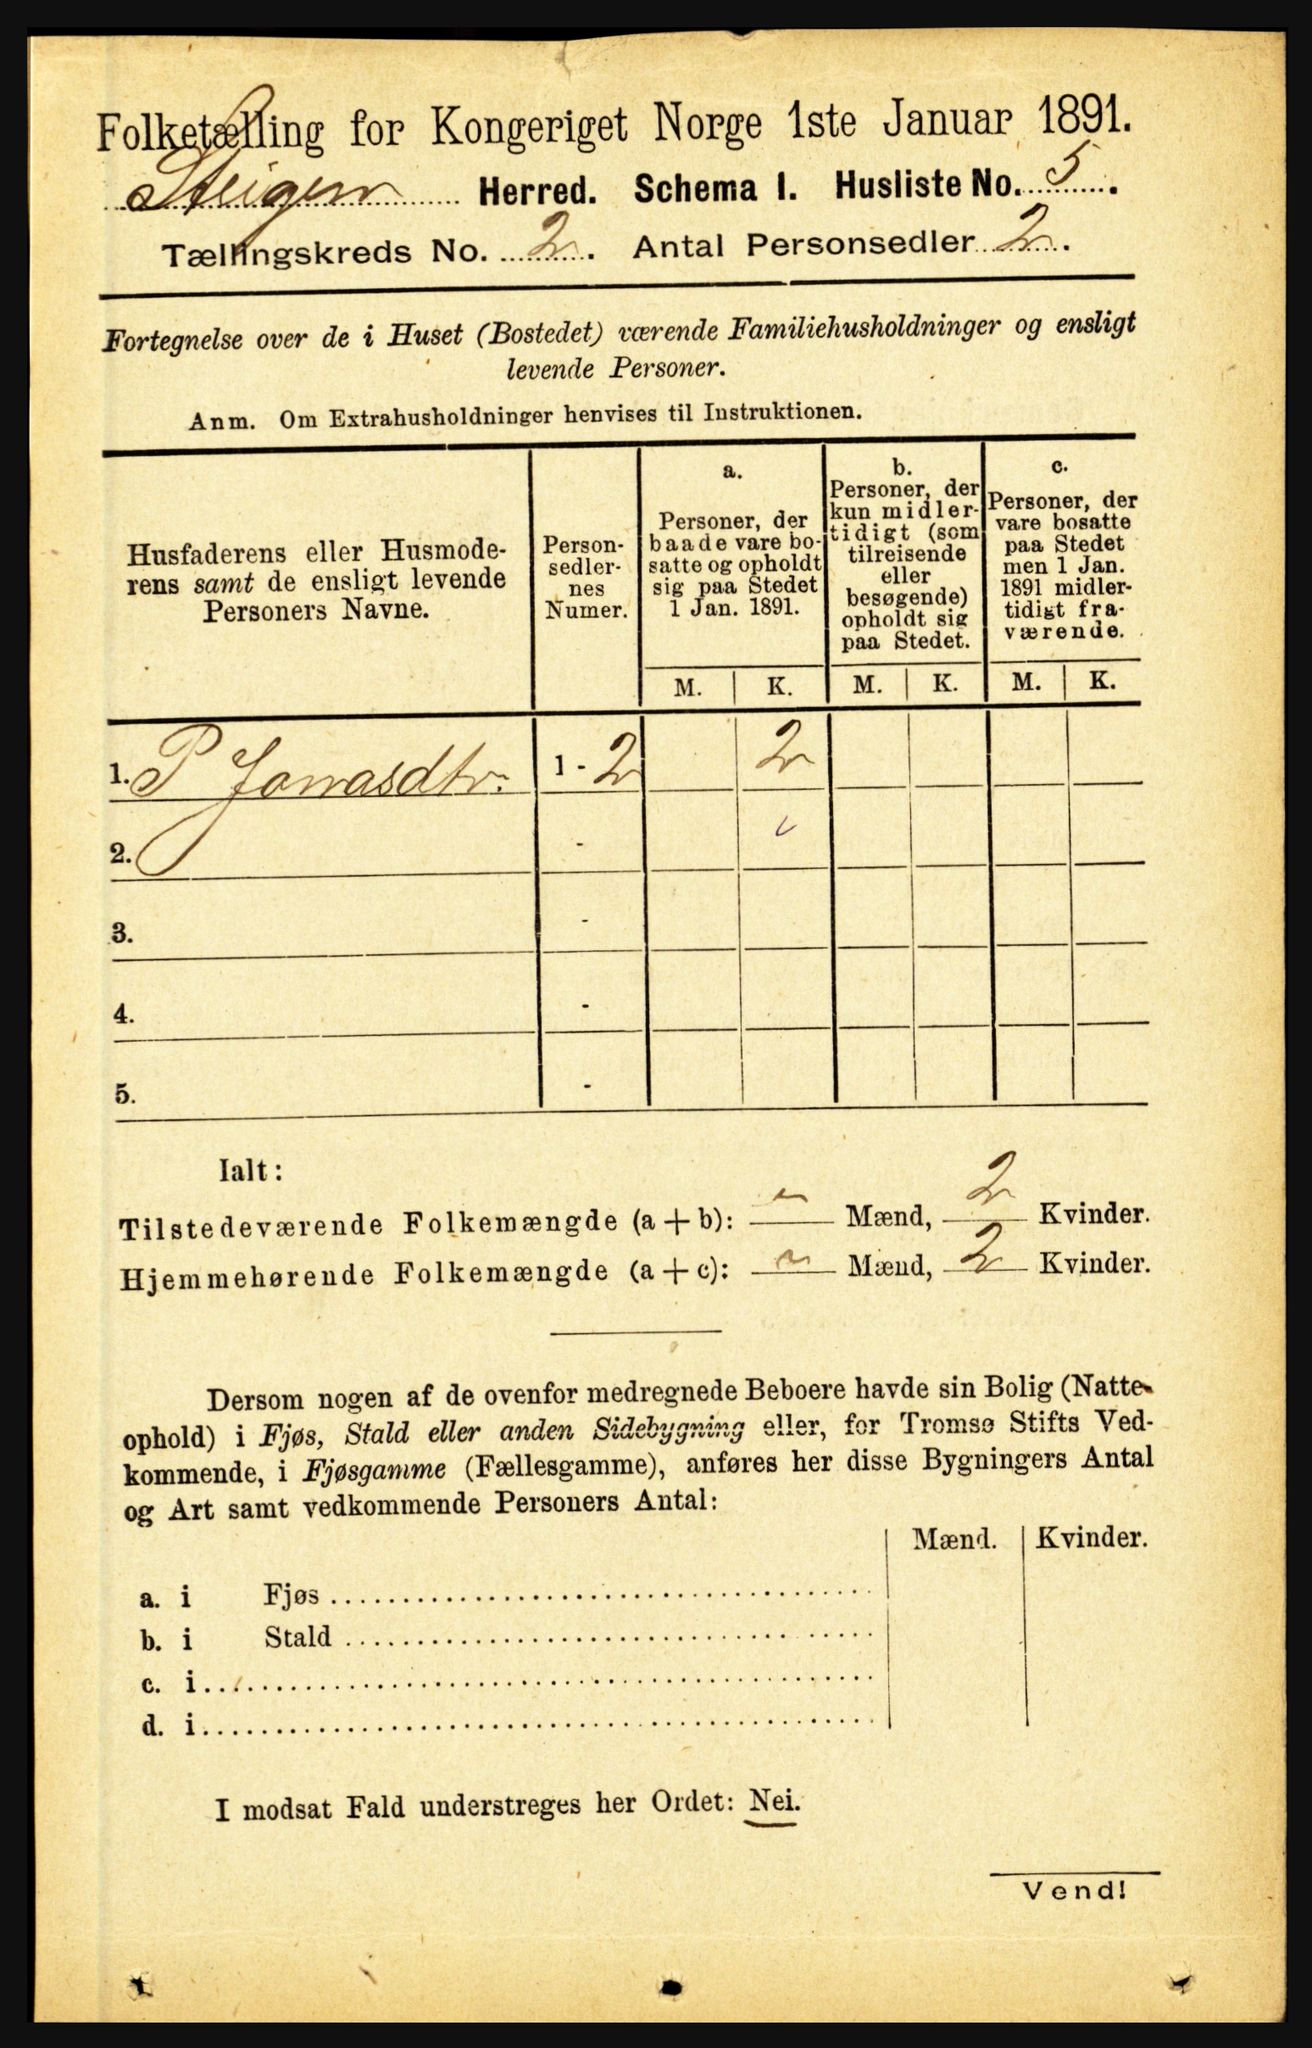 Folketælling for Kongeriget Norge 1ste Januar 1891.
Steigen Herred. Schema I. Husliste No. 5.
Tællingskreds No. 2. Antal Personsedler 2.
Fortegnelse over de i Huset (Bostedet) værende Familiehusholdninger og ensligt
levende Personer.
Anm. Om Extrahusholdninger henvises til Instruktionen.
Husfaderens eller Husmode-
rens samt de ensligt levende
Personers Navne.
Person-
sedler-
nes
Numer.
a.
Personer, der
baade vare bo-
satte og opholdt
sig paa Stedet
1 Jan. 1891.
b.
Personer, der
kun midler-
tidigt (som
tilreisende
eller
besøgende)
opholdt sig
paa Stedet.
c.
Personer, der
vare bosatte
paa Stedet
men 1 Jan.
1891 midler-
tidigt fra-
værende.
M. K. M. K. M. K.
1. P Jonasdtr. 1 - 2 2
2. -
3. -
4. -
5. -
Ialt:
Tilstedeværende Folkemængde (a + b): Mænd, 2 Kvinder.
Hjemmehørende Folkemængde (a + c): Mænd, 2 Kvinder.
Dersom nogen af de ovenfor medregnede Beboere havde sin Bolig (Natte-
ophold) i Fjøs, Stald eller anden Sidebygning eller, for Tromsø Stifts Ved-
kommende, i Fjøsgamme (Fællesgamme), anføres her disse Bygningers Antal
og Art samt vedkommende Personers Antal:
Mænd. Kvinder.
a. i Fjøs
b. i Stald
c. i
d. i
I modsat Fald understreges her Ordet: Nei.
Vend!